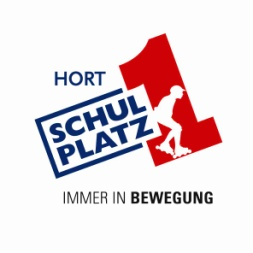 HORT
SCHUL
PLATZ 1
IMMER IN BEWEGUNG